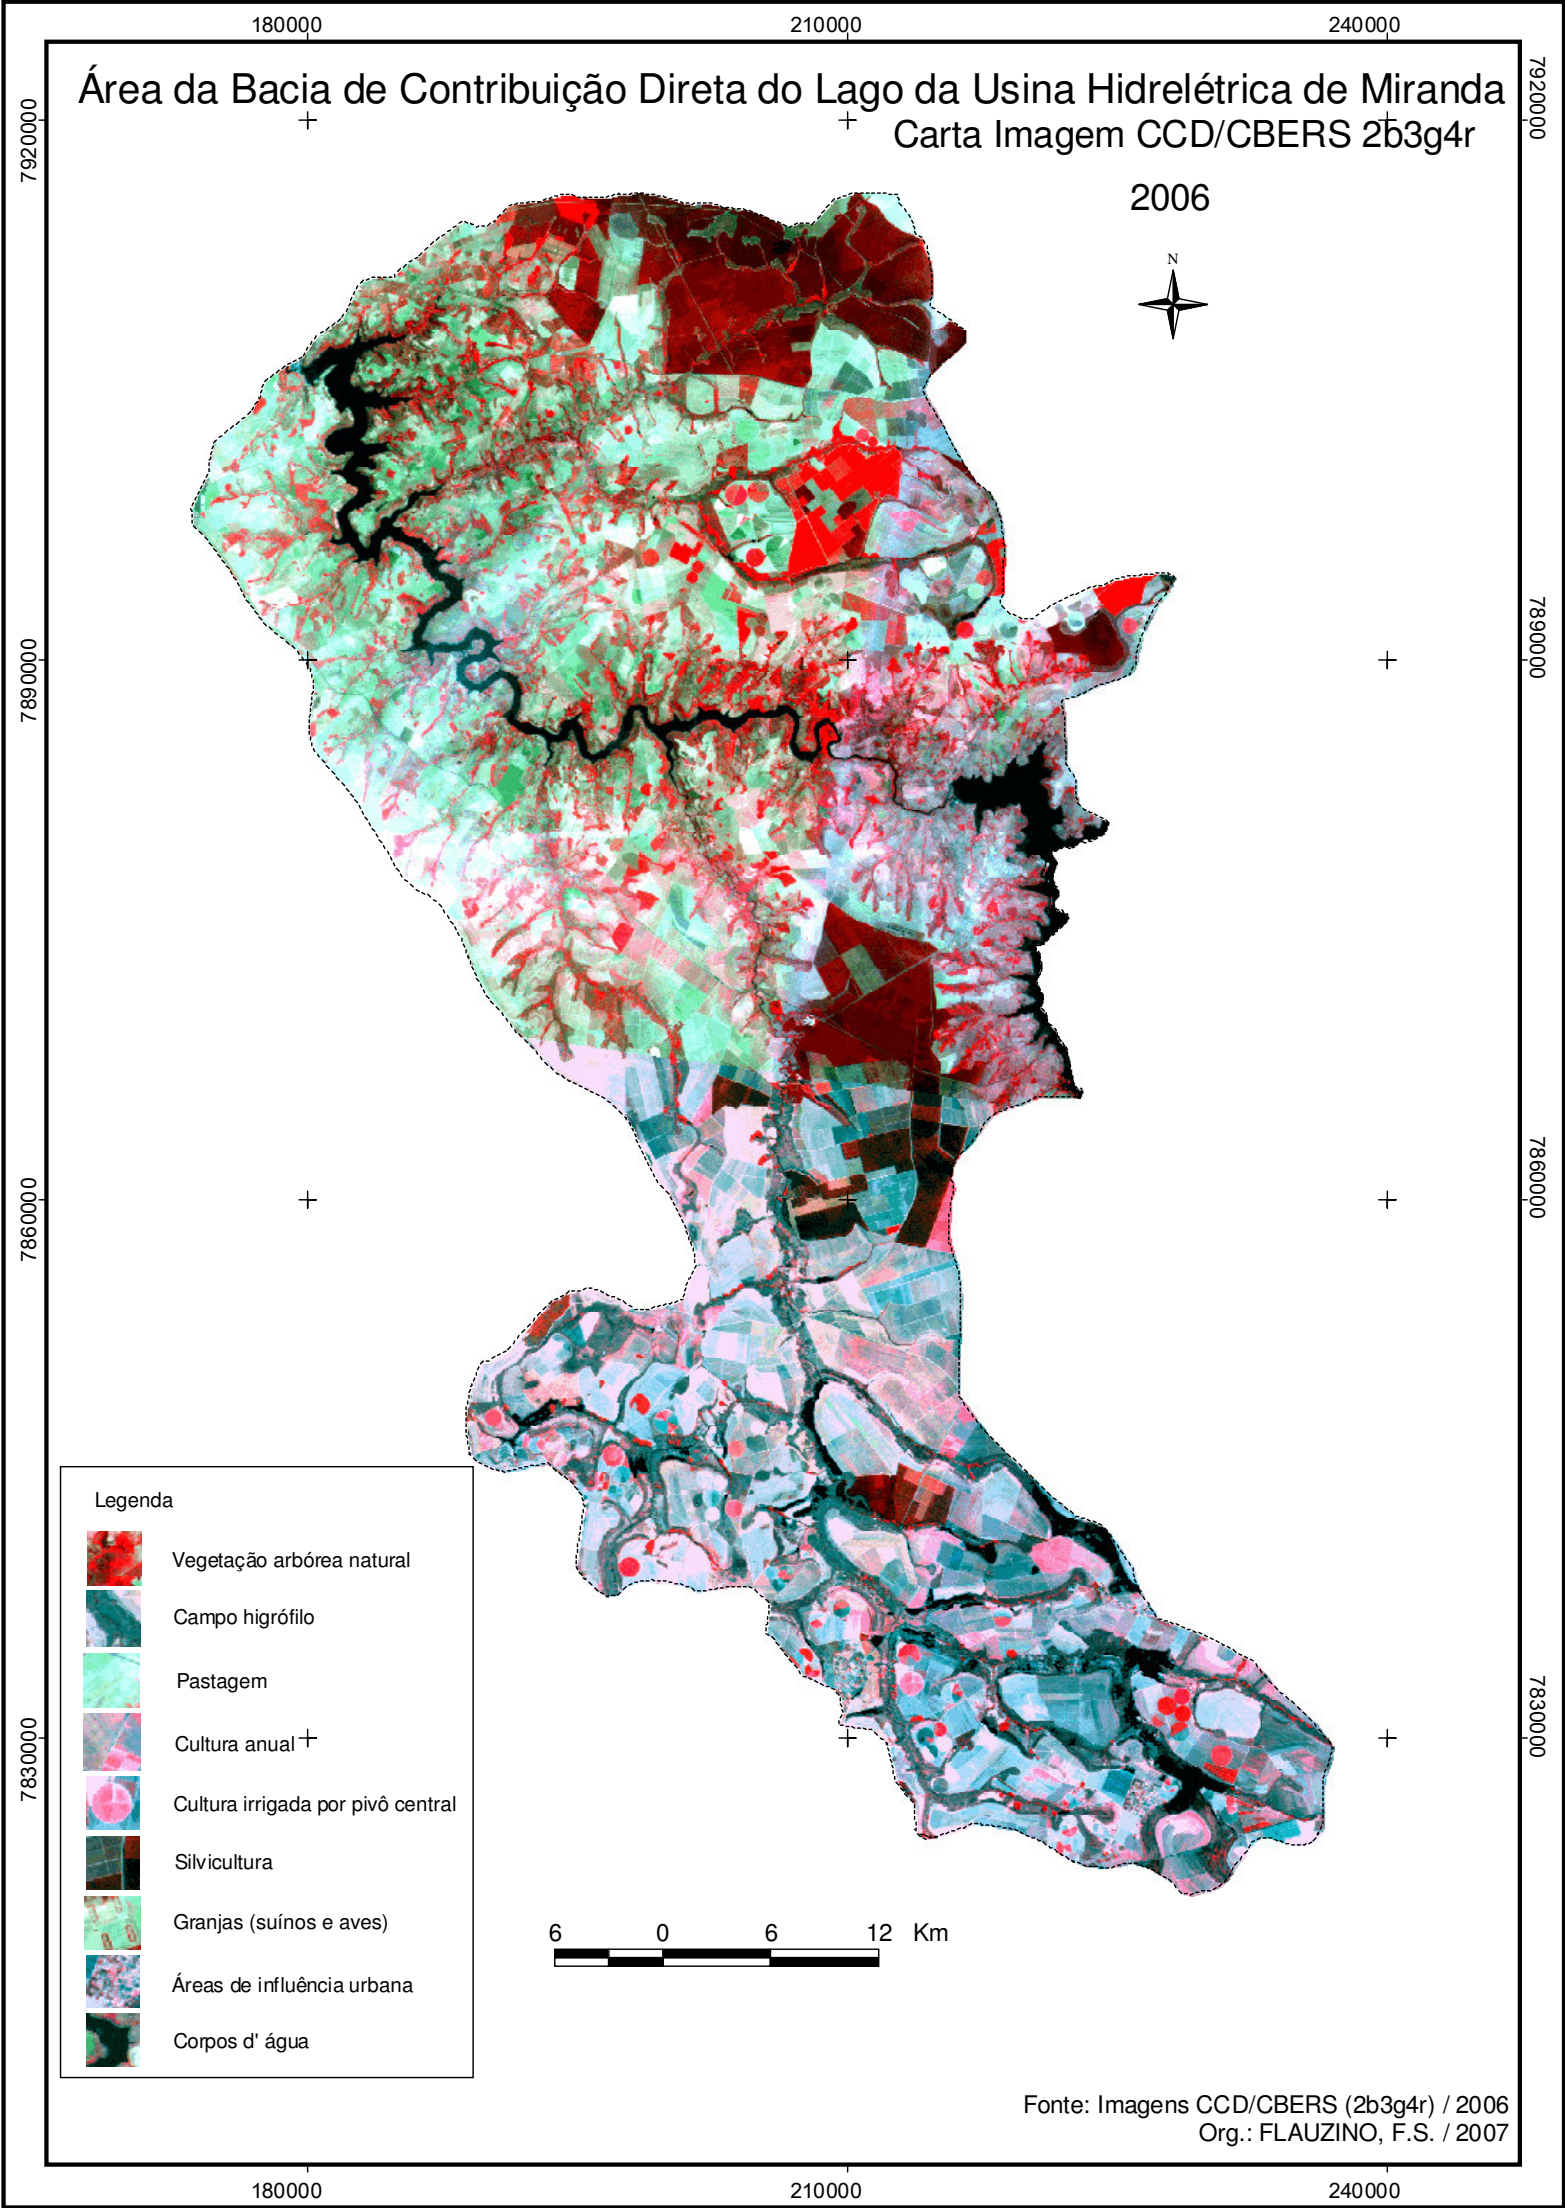 180000 210000 240000
Área da Bacia de Contribuição Direta do Lago da Usina Hidrelétrica de Miranda
Carta Imagem CCD/CBERS 2b3g4r
2006
N
7920000 7920000
7890000 7890000
7860000 7860000
7830000 7830000
Legenda
Vegetação arbórea natural
Campo higrófilo
Pastagem
Cultura anual
Cultura irrigada por pivô central
Silvicultura
Granjas (suínos e aves)
Áreas de influência urbana
Corpos d' água
6 0 6 12 Km
Fonte: Imagens CCD/CBERS (2b3g4r) / 2006
Org.: FLAUZINO, F.S. / 2007
180000 210000 240000